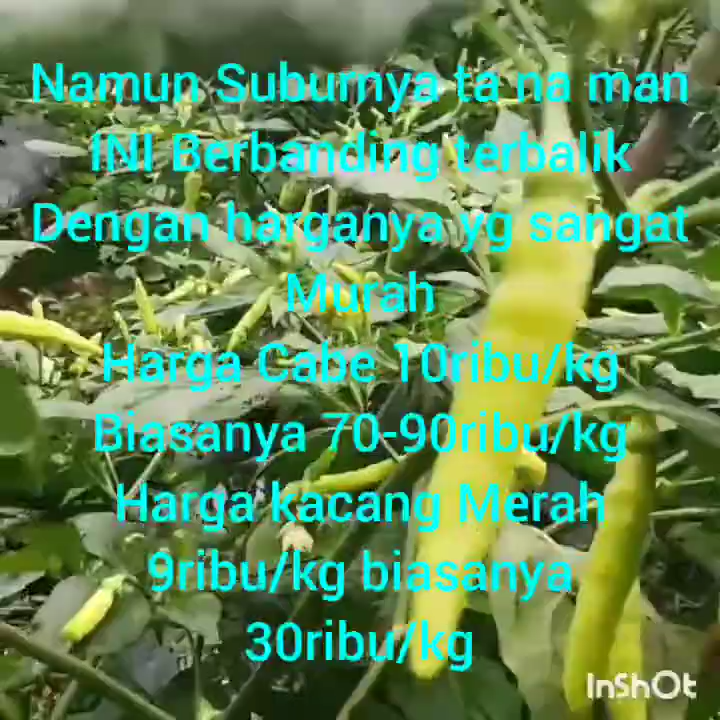 Namun Suburnya ta na man
INI Berbanding terbalik
Dengan harganya yg sangat
Murah
Harga Cabe 10ribu/kg
Biasanya 70-90ribu/kg
Harga kacang Merah
9ribu/kg biasanya
30ribu/kg
InShOt